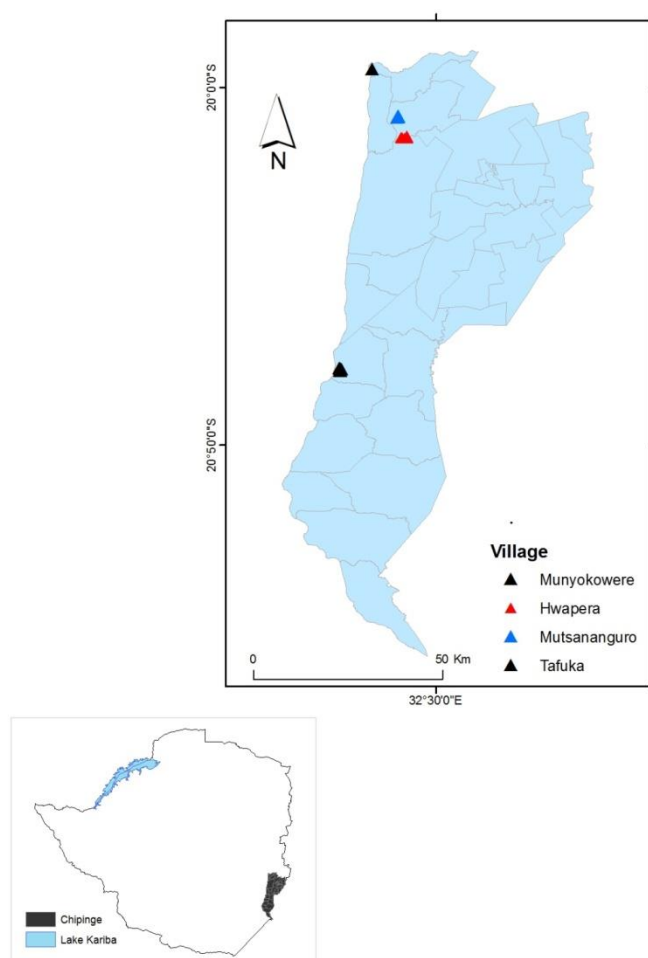 20°0'0"S
N
20°50'0"S
Village
Munyokowere
Hwapera
Mutsananguro
Tafuka
0 50 Km
32°30'0"E
Chipinge
Lake Kariba